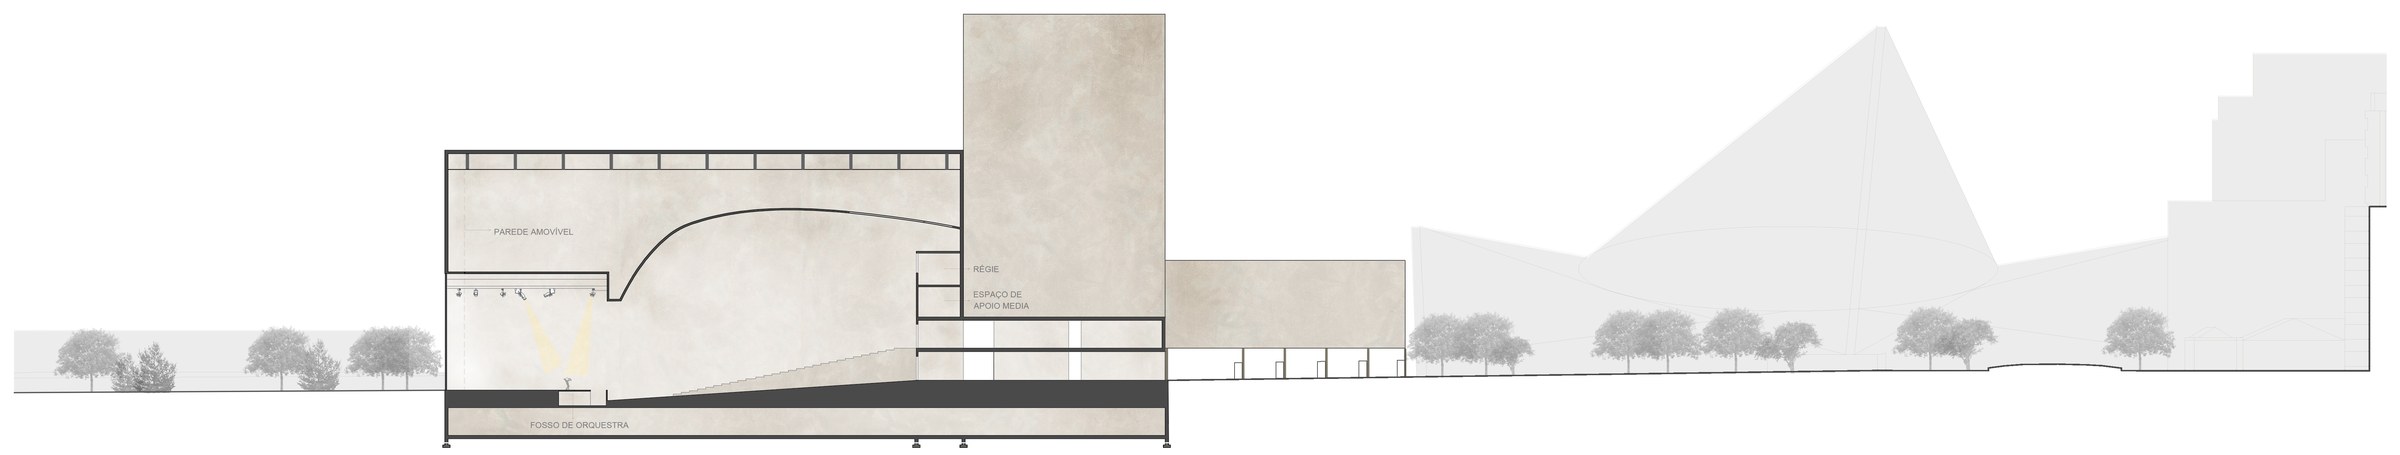 PAREDE AMOVÍVEL
RÉGIE
ESPAÇO DE
APOIO MEDIA
FOSSO DE ORQUESTRA